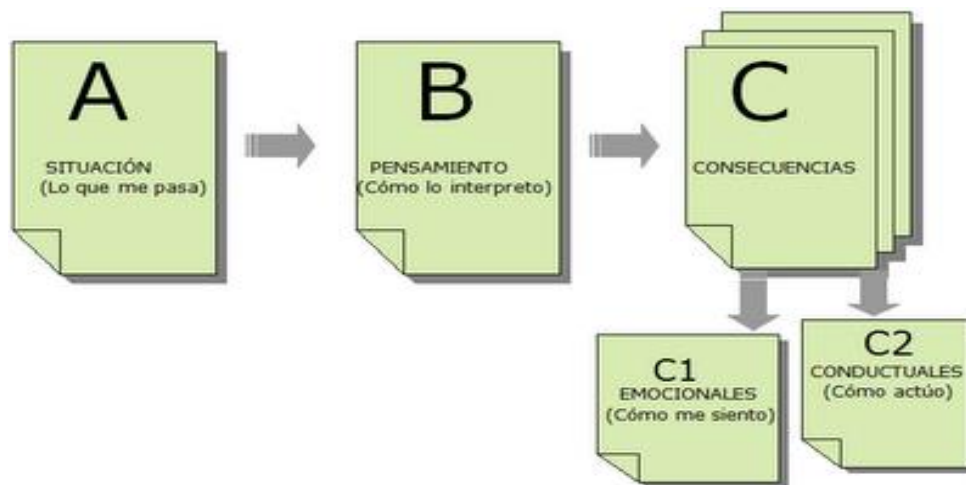 A
SITUACIÓN
(Lo que me pasa)
B
PENSAMIENTO
(Cómo lo interpreto)
C
CONSECUENCIAS
C1
EMOCIONALES
(Cómo me siento)
C2
CONDUCTUALES
(Cómo actúo)